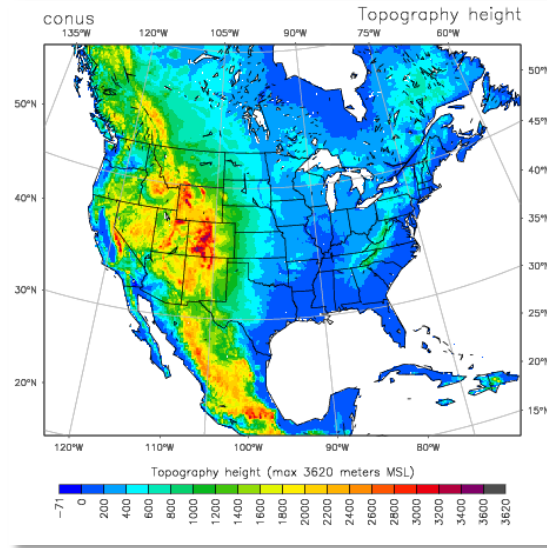 conus Topography height
135°W 120°W 105°W 90°W 75°W 60°W
50°N 50°N
45°N
40°N 40°N
35°N
30°N 30°N
25°N
20°N 20°N
15°N
120°W 110°W 100°W 90°W 80°W
Topography height (max 3620 meters MSL)
-71 0 200 400 600 800 1000 1200 1400 1600 1800 2000 2200 2400 2600 2800 3000 3200 3400 3600 3620